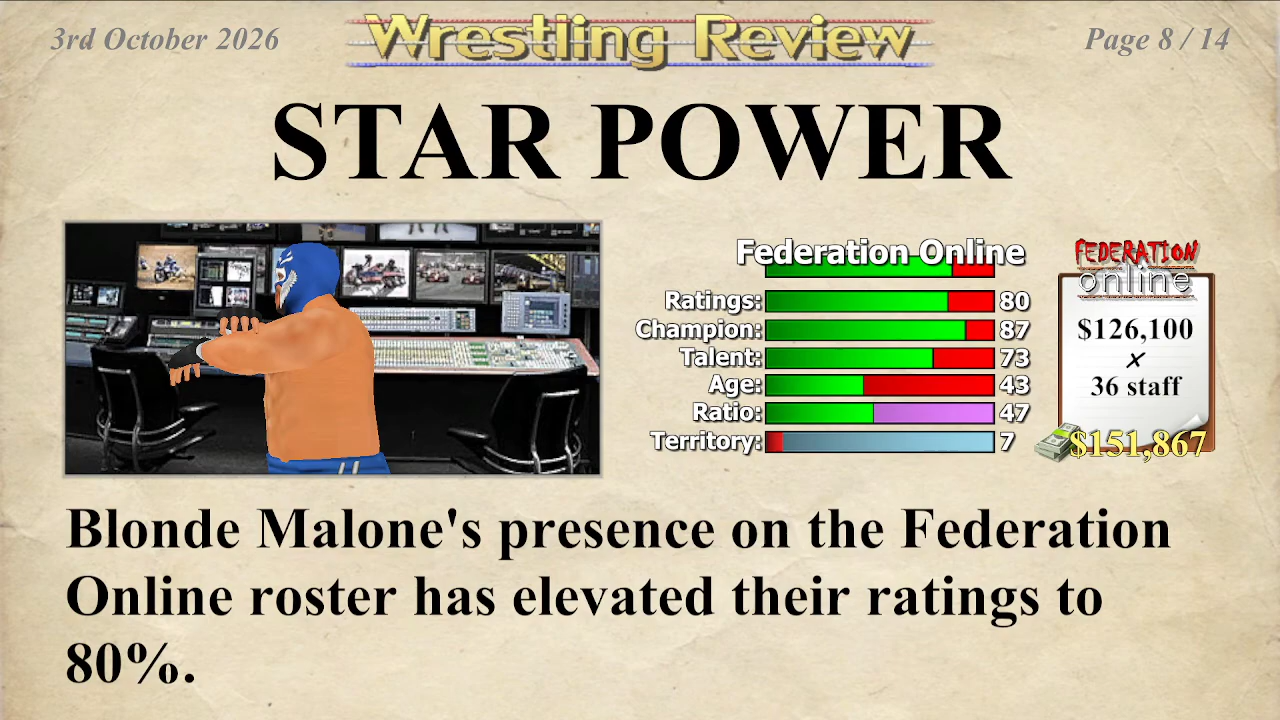 3rd October 2026
Wrestling Review
Page 8 / 14
STAR POWER
Federation Online
Ratings: 80
Champion: 87
Talent: 73
Age: 43
Ratio: 47
Territory: 7
FEDERATION
online
$126,100
×
36 staff
$151,867
Blonde Malone's presence on the Federation
Online roster has elevated their ratings to
80%.